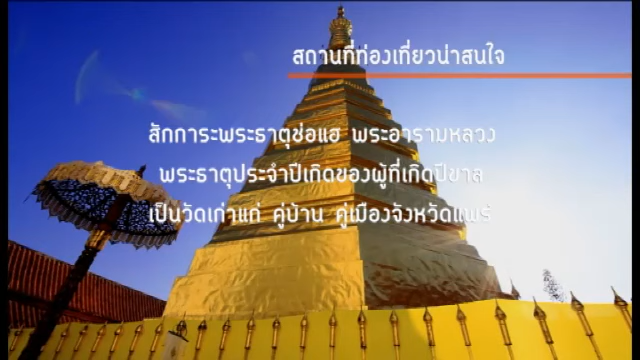 สถานที่ท่องเที่ยวน่าสนใจ
สักการะพระธาตุช่อแฮ พระอารามหลวง
พระธาตุประจำปีเกิดของผู้ที่เกิดปีขาล
เป็นวัดเก่าแก่ คู่บ้าน คู่เมืองจังหวัดแพร่